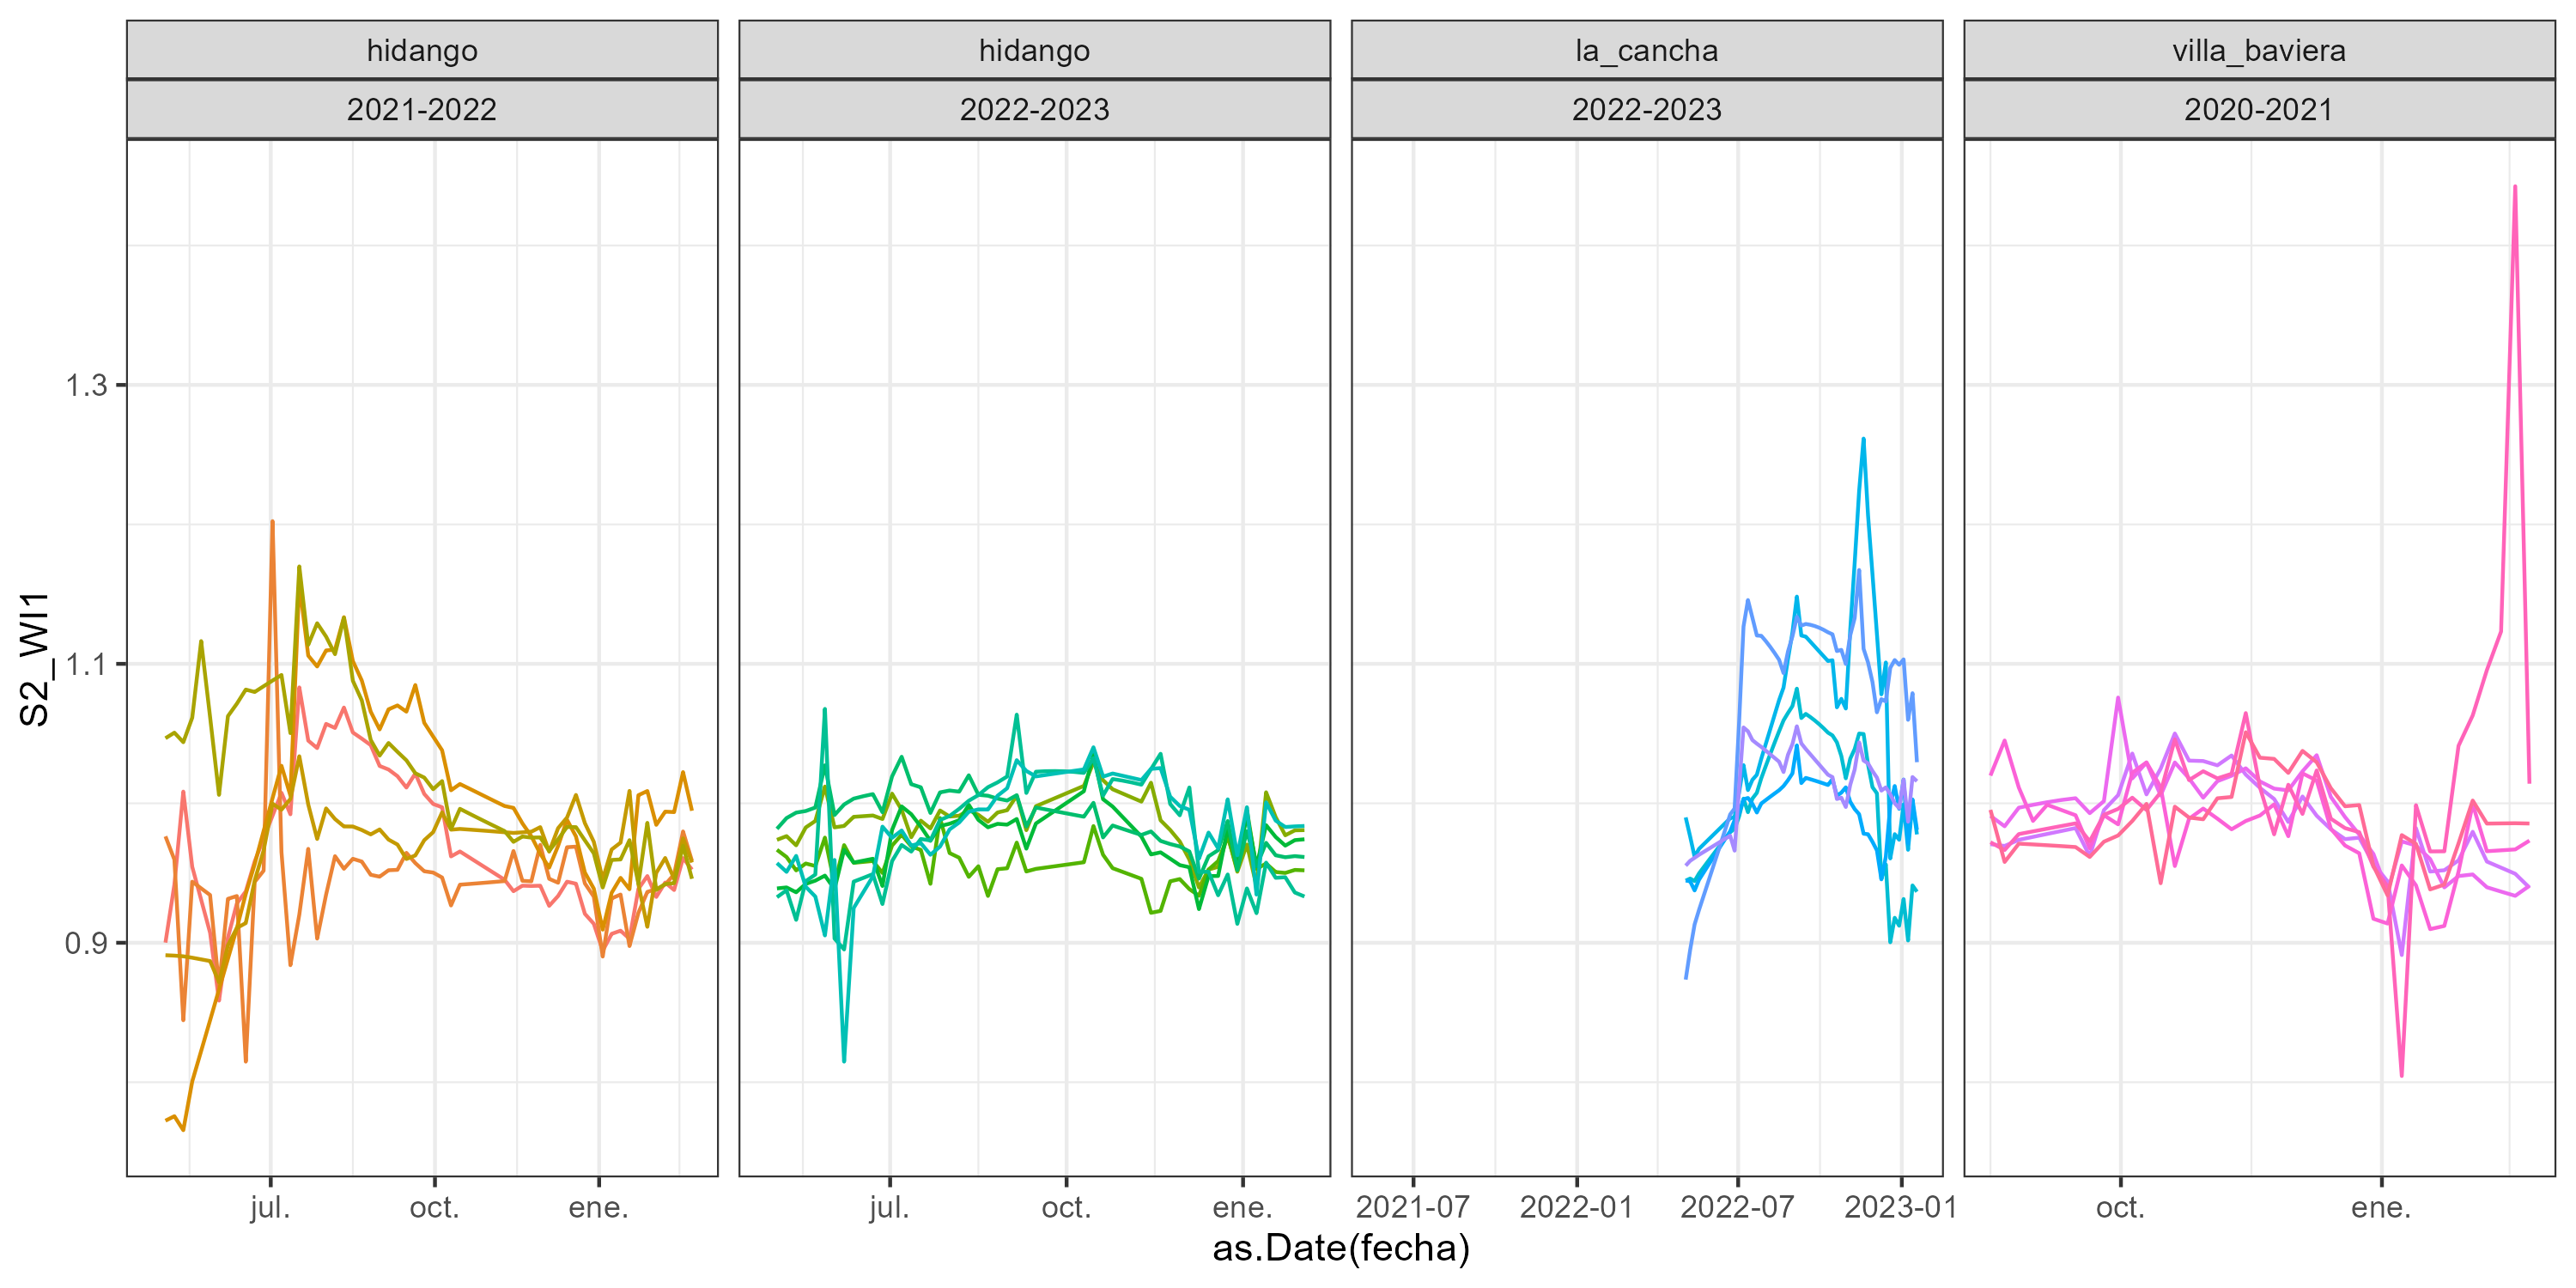 hidango
hidango
la_cancha
villa_baviera
2021-2022
2022-2023
2022-2023
2020-2021
S2_WI1
1.3
1.1
0.9
jul.
oct.
ene.
jul.
oct.
ene.
2021-07
2022-01
2022-07
2023-01
oct.
ene.
as.Date(fecha)